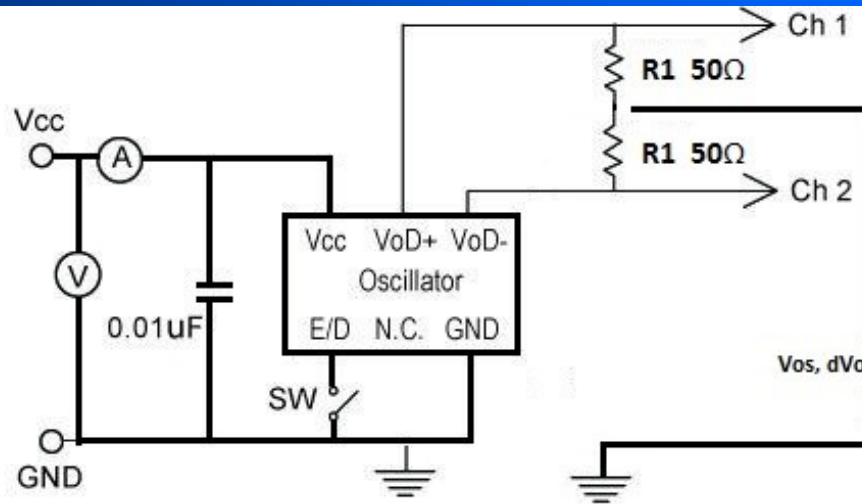 Ch 1
R1 50Ω
Vcc
A
R1 50Ω
Ch 2
Vcc VoD+ VoD-
V
Oscillator
0.01uF
E/D N.C. GND
Vos, dVo
SW
GND